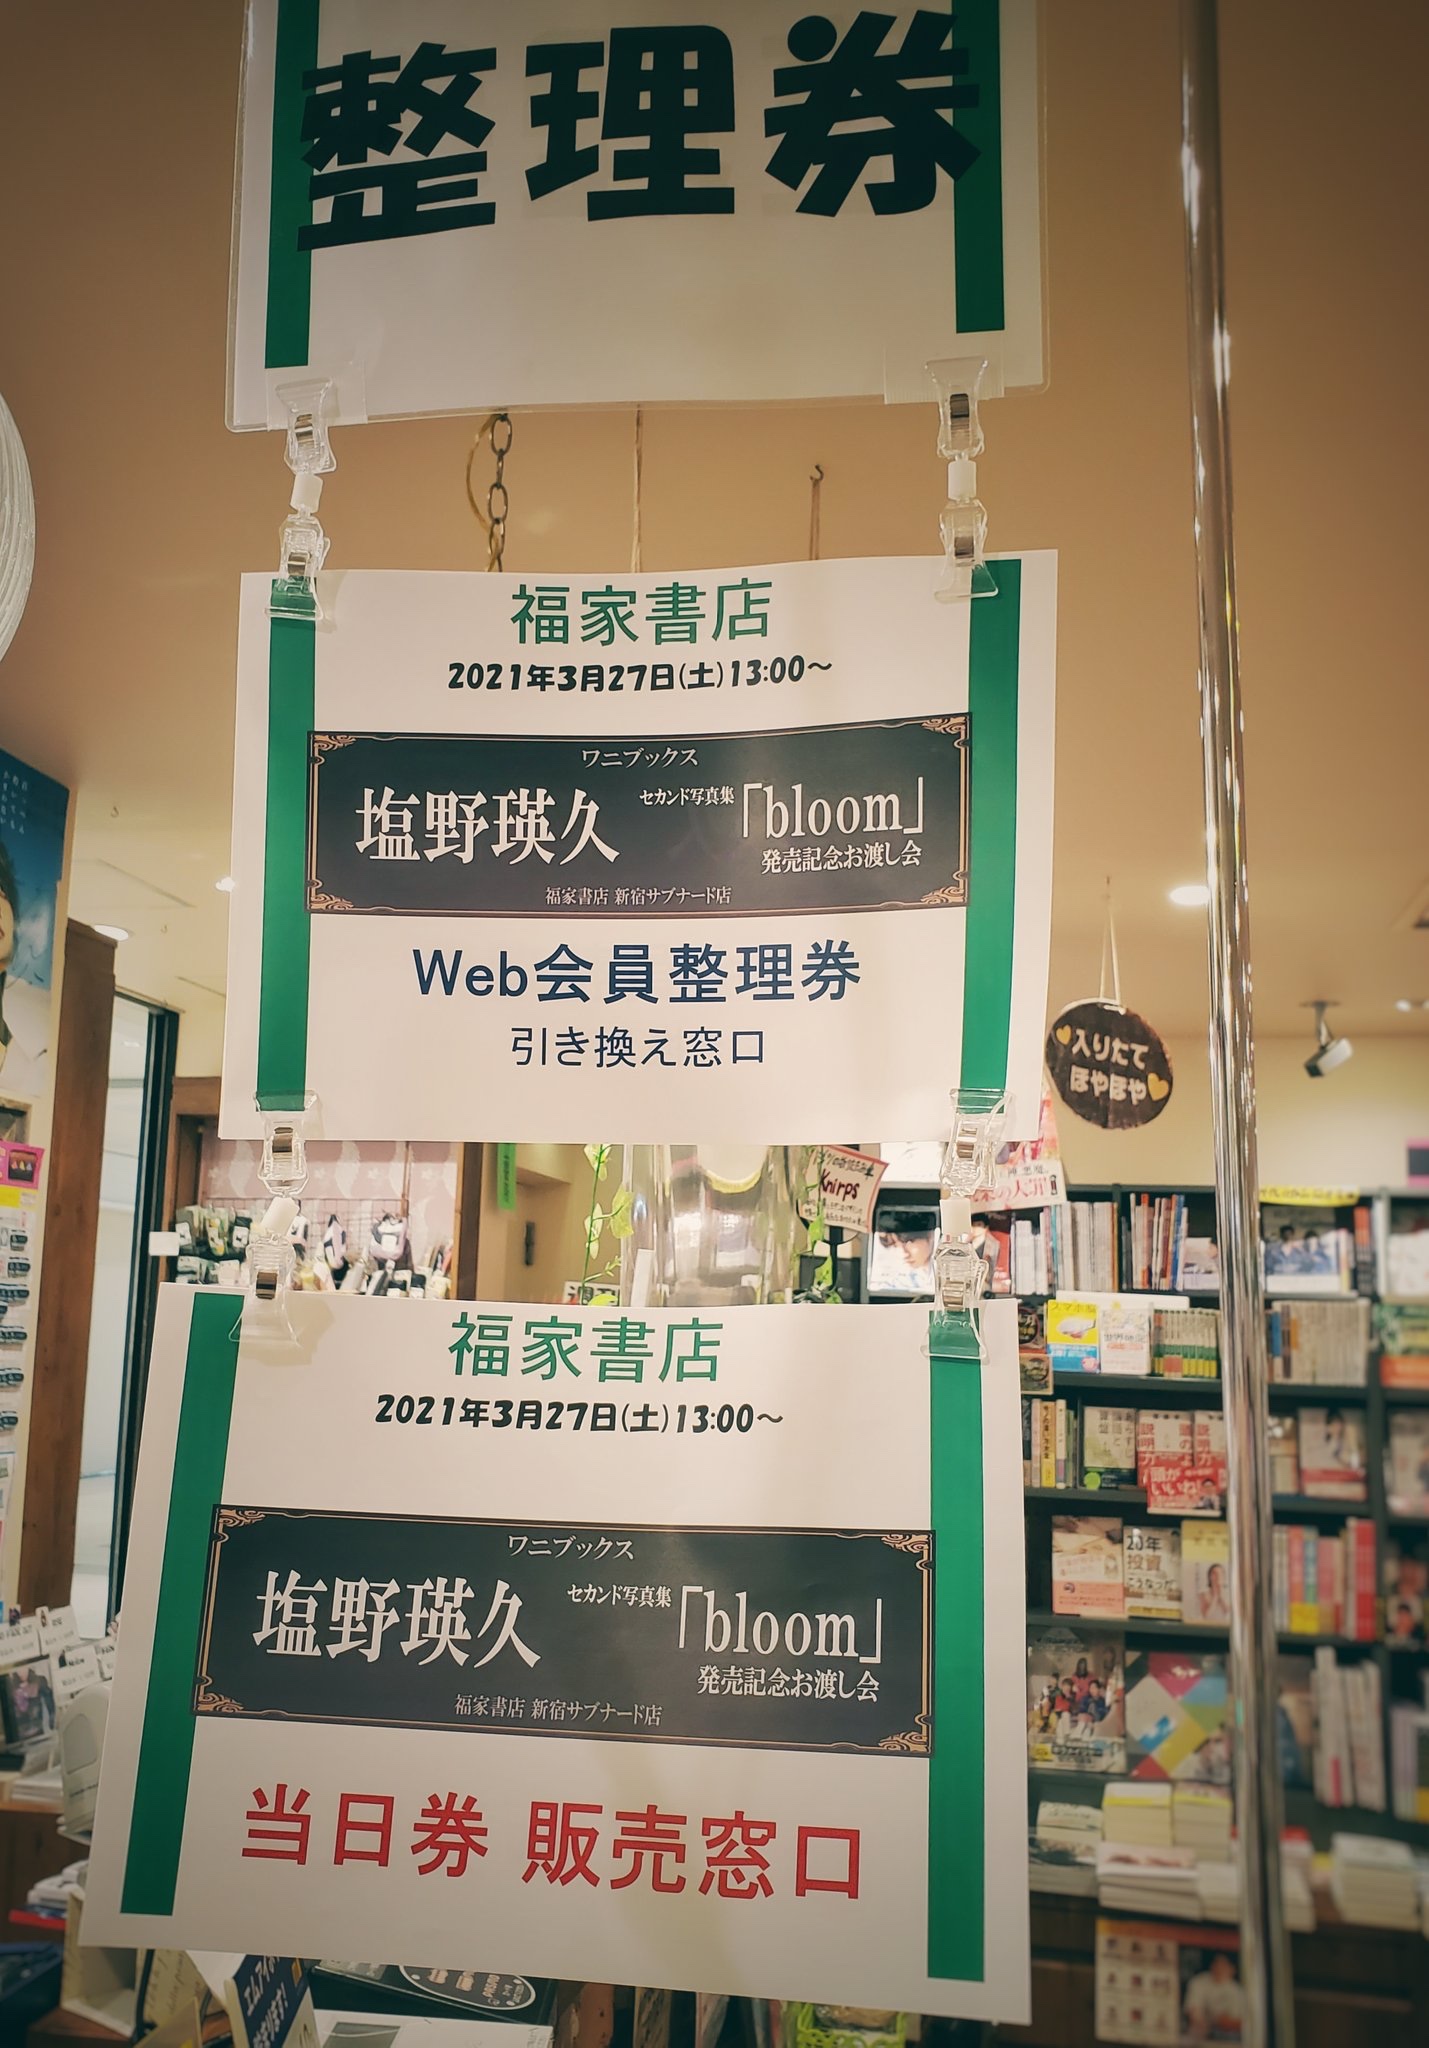 整理券
福家書店
2021年3月27日(土)13:00～
ワニブックス
塩野瑛久 セカンド写真集「bloom」
発売記念お渡し会
福家書店 新宿サブナード店
Web会員整理券
引き換え窓口
入りたて
ほやほや
Knirps
福家書店
2021年3月27日(土)13:00～
ワニブックス
塩野瑛久 セカンド写真集「bloom」
発売記念お渡し会
福家書店 新宿サブナード店
当日券 販売窓口
20年
投資